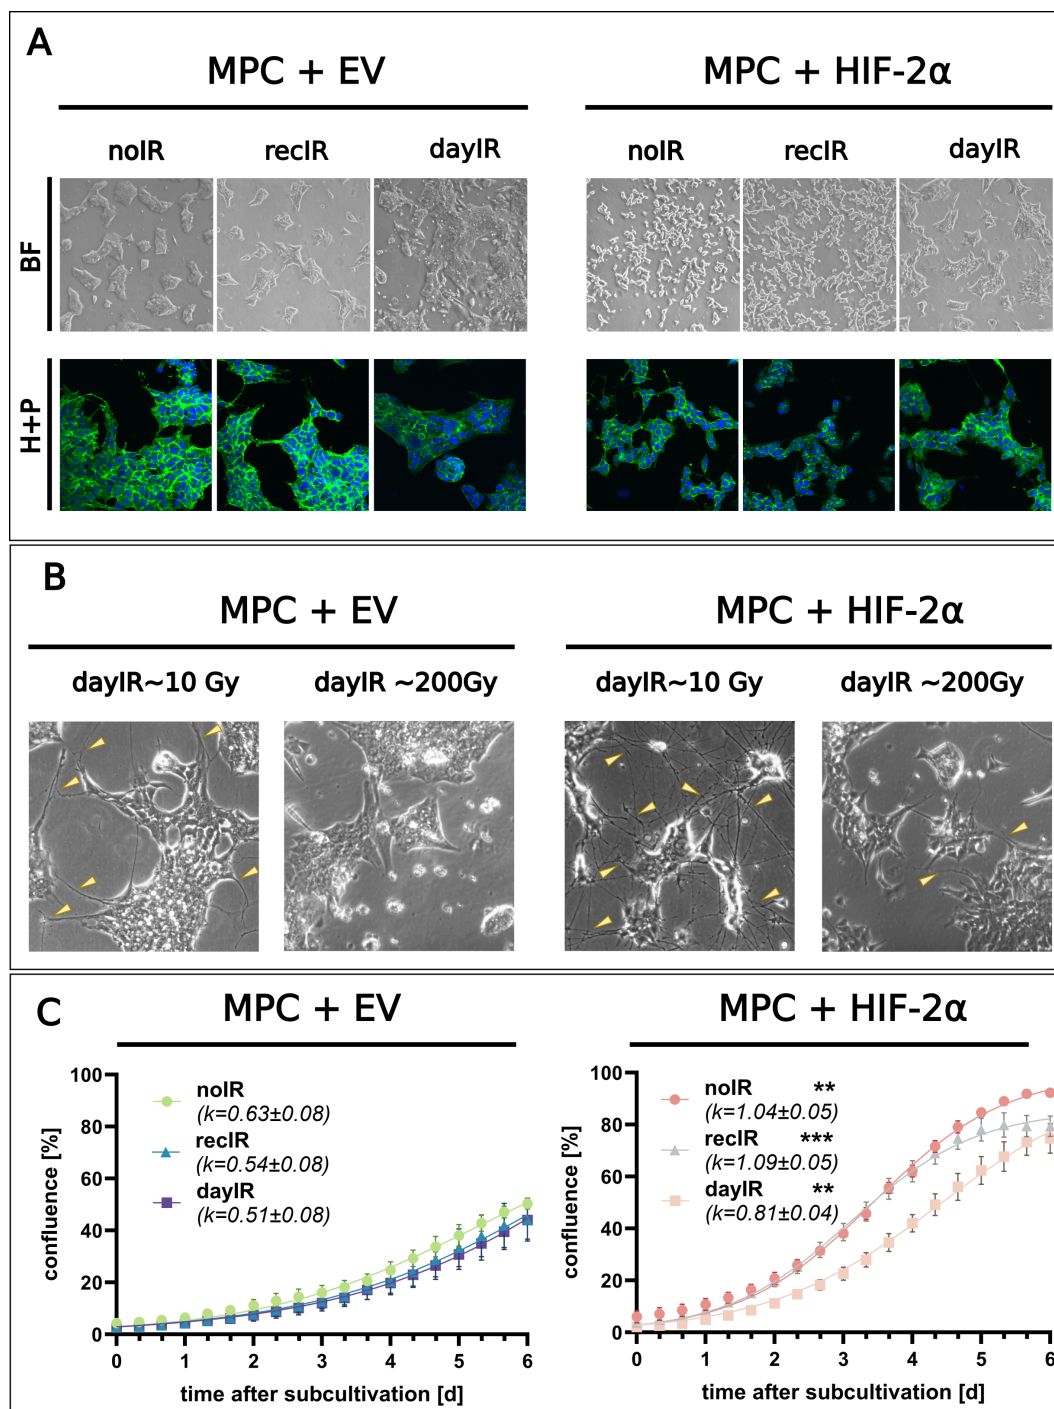 A
MPC + EV
MPC + HIF-2α
noIR
recIR
dayIR
noIR
recIR
dayIR
BF
H+P
B
MPC + EV
MPC + HIF-2α
dayIR~10 Gy
dayIR ~200Gy
dayIR~10 Gy
dayIR ~200Gy
C
MPC + EV
MPC + HIF-2α
confluence [%]
100
80
60
40
20
0
noIR
(k=0.63±0.08)
recIR
(k=0.54±0.08)
dayIR
(k=0.51±0.08)
0 1 2 3 4 5 6
time after subcultivation [d]
confluence [%]
100
80
60
40
20
0
noIR **
(k=1.04±0.05)
recIR ***
(k=1.09±0.05)
dayIR **
(k=0.81±0.04)
0 1 2 3 4 5 6
time after subcultivation [d]